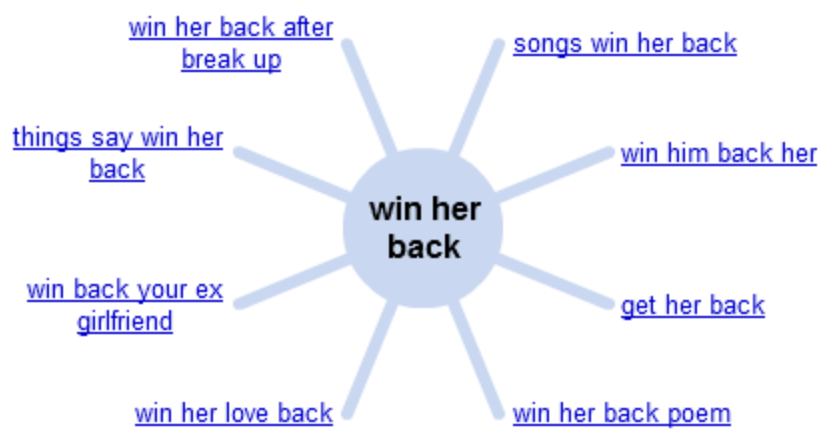 win her back after
break up
songs win her back
things say win her
back
win him back her
win her
back
win back your ex
girlfriend
get her back
win her love back
win her back poem